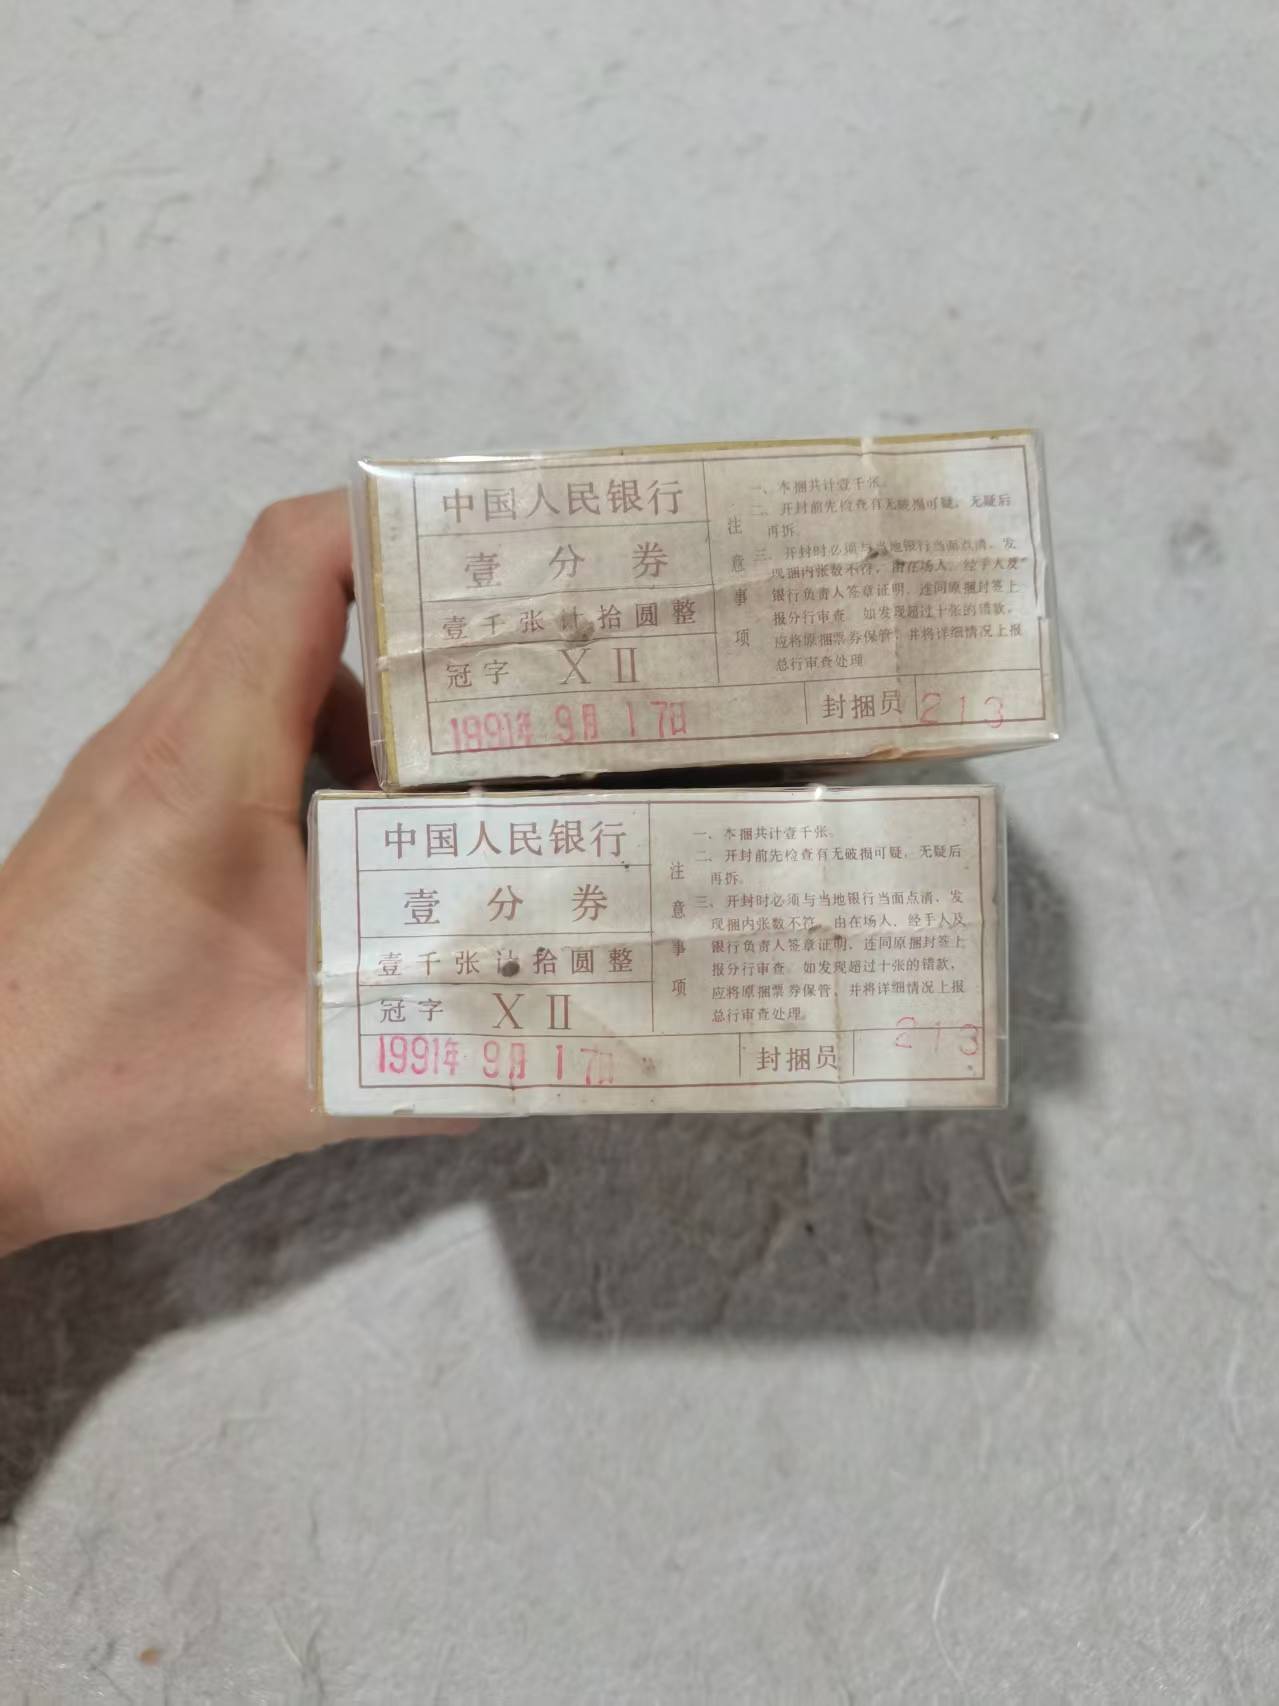 中国人民银行
壹分券
壹千张计拾圆整
冠字 X II
1991年9月17日
注意事项
一、本捆共计壹千张。
二、开封前先检查有无破损可疑，无疑后
再拆。
三、开封时必须与当地银行当面点清，发
现捆内张数不符，由在场人、经手人及
银行负责人签章证明，连同原捆封签上
报分行审查。如发现超过十张的错款，
应将原捆票券保管，并将详细情况上报
总行审查处理
封捆员 213
中国人民银行
壹分券
壹千张计拾圆整
冠字 X II
1991年9月17日
注意事项
一、本捆共计壹千张。
二、开封前先检查有无破损可疑，无疑后
再拆。
三、开封时必须与当地银行当面点清，发
现捆内张数不符，由在场人、经手人及
银行负责人签章证明，连同原捆封签上
报分行审查。如发现超过十张的错款，
应将原捆票券保管，并将详细情况上报
总行审查处理。
封捆员 213